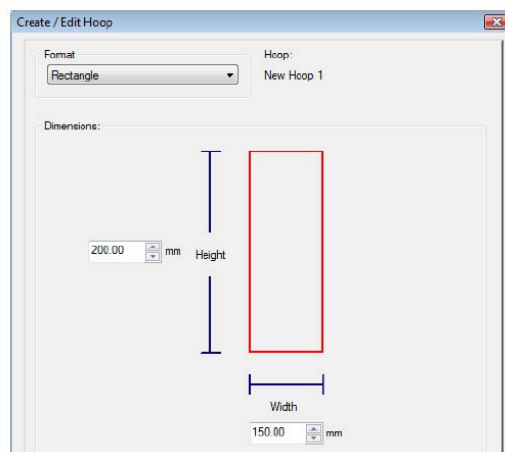 Create / Edit Hoop
Format
Hoop:
Rectangle
New Hoop 1
Dimensions:
200.00 mm
Height
Width
150.00 mm